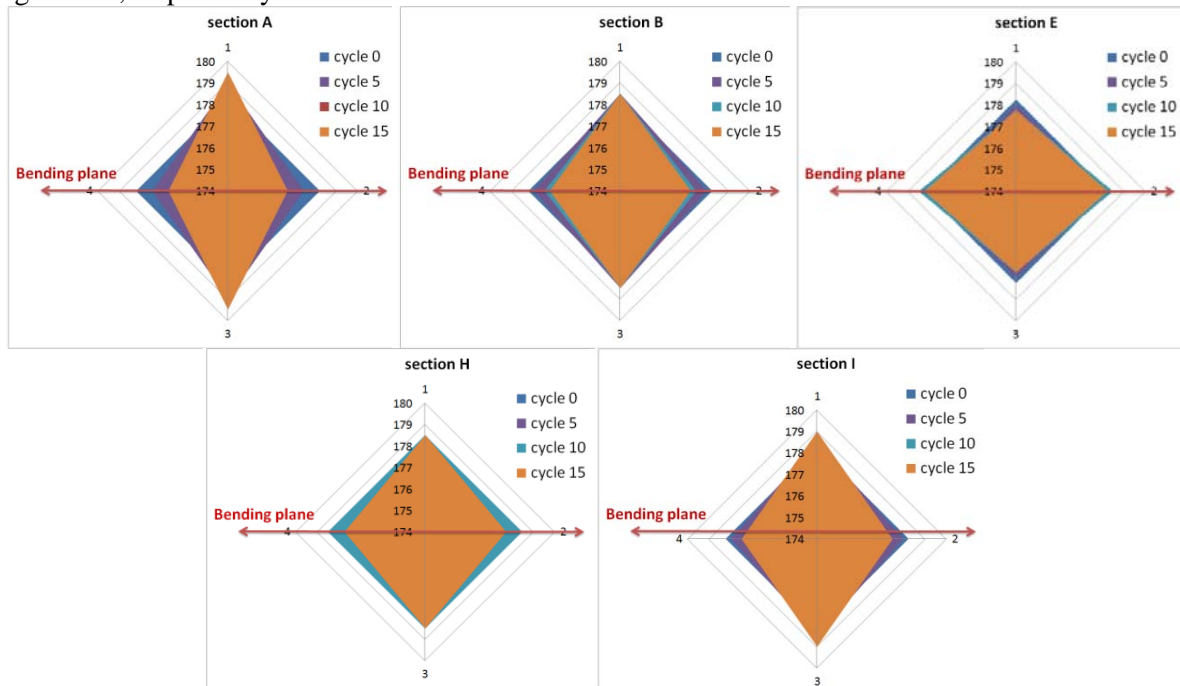 section A
1
180
179
178
177
176
175
174
cycle 0
cycle 5
cycle 10
cycle 15
Bending plane
4
2
3
section B
1
180
179
178
177
176
175
174
cycle 0
cycle 5
cycle 10
cycle 15
Bending plane
4
2
3
section E
1
180
179
178
177
176
175
174
cycle 0
cycle 5
cycle 10
cycle 15
Bending plane
4
2
3
section H
1
180
179
178
177
176
175
174
cycle 0
cycle 5
cycle 10
cycle 15
Bending plane
4
2
3
section I
1
180
179
178
177
176
175
174
cycle 0
cycle 5
cycle 10
cycle 15
Bending plane
4
2
3